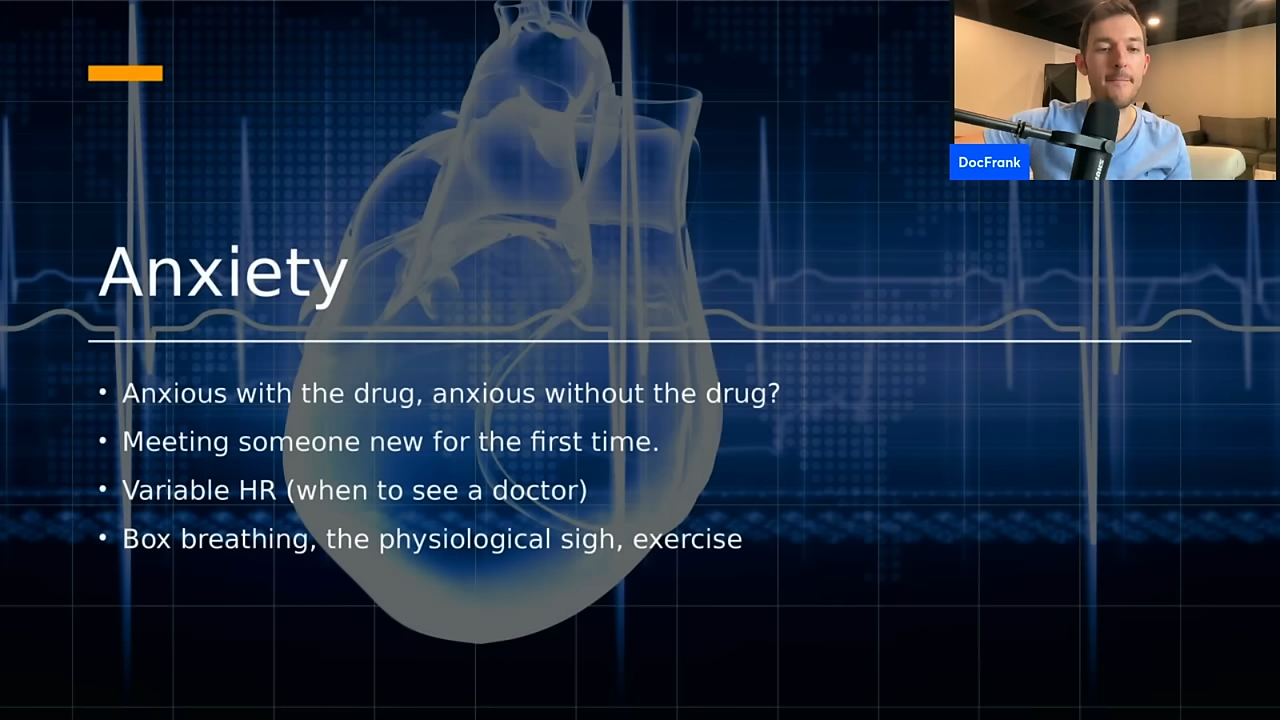 DocFrank
Anxiety
• Anxious with the drug, anxious without the drug?
• Meeting someone new for the first time.
• Variable HR (when to see a doctor)
• Box breathing, the physiological sigh, exercise